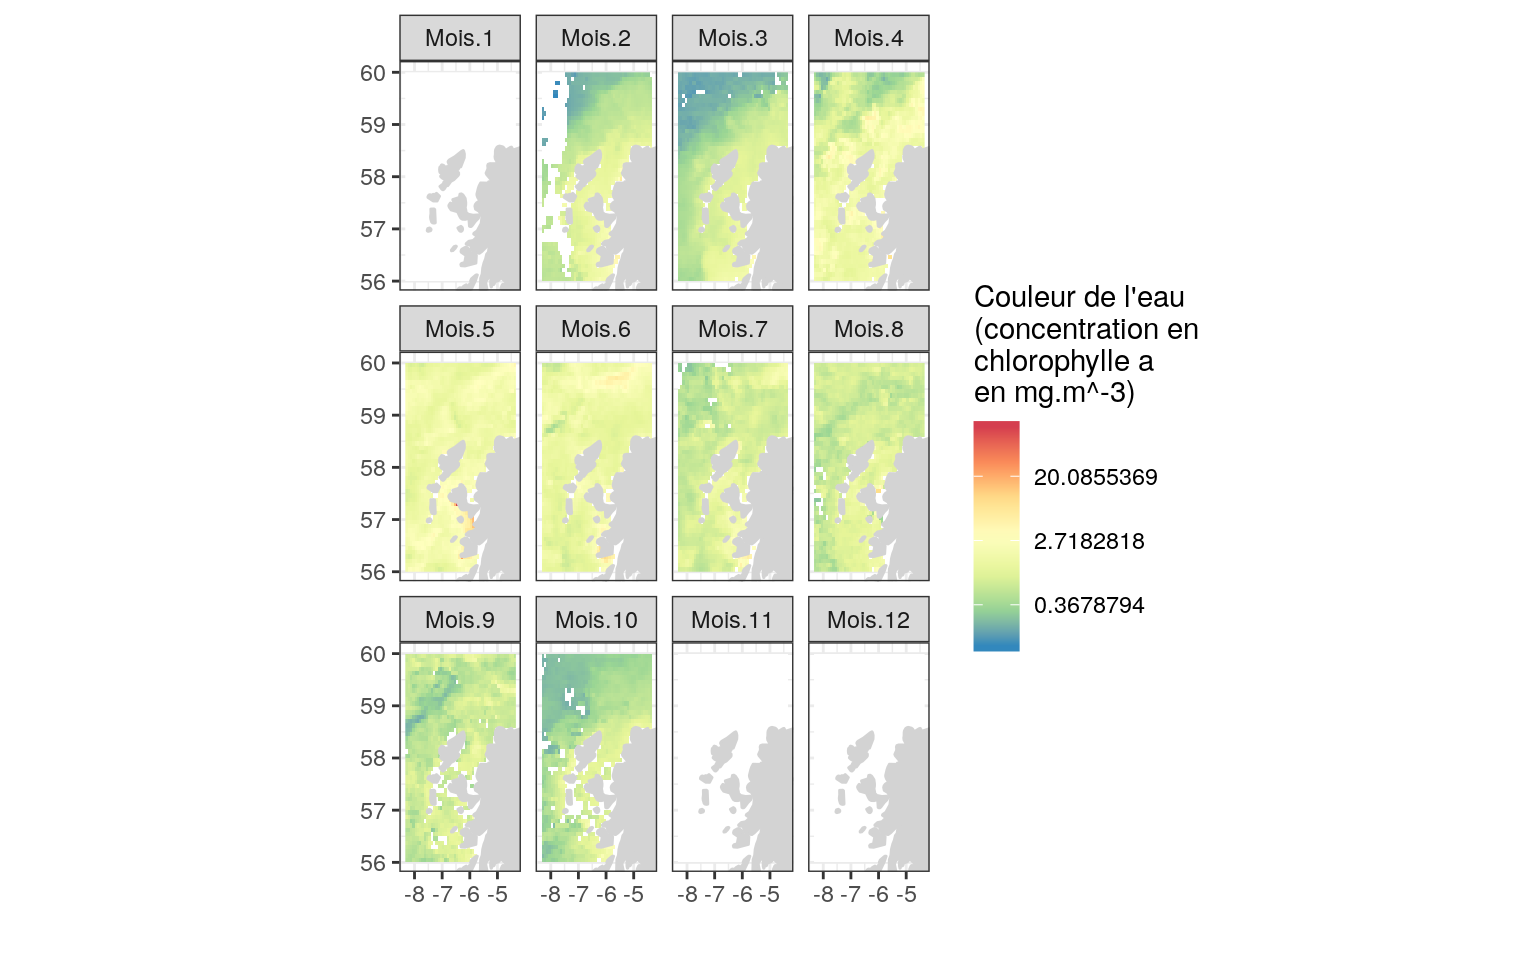 Mois.1 Mois.2 Mois.3 Mois.4
60
59
58
57
56
Mois.5 Mois.6 Mois.7 Mois.8
60
59
58
57
56
Mois.9 Mois.10 Mois.11 Mois.12
60
59
58
57
56
-8 -7 -6 -5 -8 -7 -6 -5 -8 -7 -6 -5 -8 -7 -6 -5
Couleur de l'eau
(concentration en
chlorophylle a
en mg.m^-3)
20.0855369
2.7182818
0.3678794